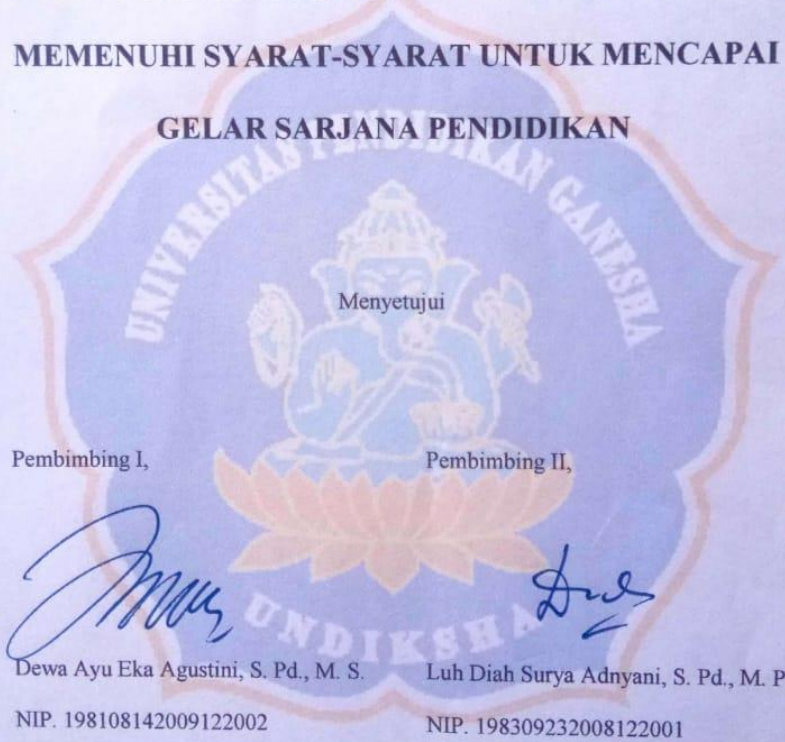 MEMENUHI SYARAT-SYARAT UNTUK MENCAPAI
GELAR SARJANA PENDIDIKAN
UNIVERSITAS PENDIDIKAN GANESHA
Menyetujui
Pembimbing I,
Pembimbing II,
UNDIKSHA
Dewa Ayu Eka Agustini, S. Pd., M. S.
Luh Diah Surya Adnyani, S. Pd., M. P
NIP. 198108142009122002
NIP. 198309232008122001